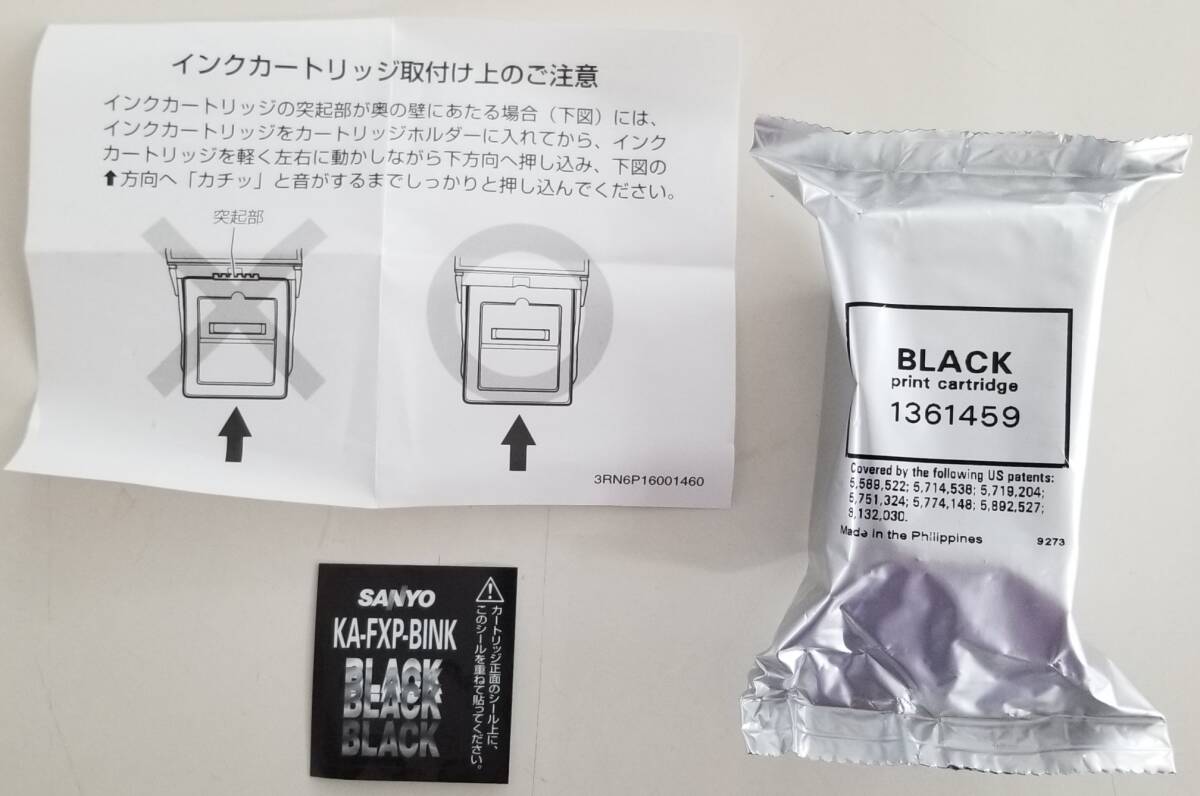 インクカートリッジ取付け上のご注意
インクカートリッジの突起部が奥の壁にあたる場合（下図）には、
インクカートリッジをカートリッジホルダーに入れてから、インク
カートリッジを軽く左右に動かしながら下方向へ押し込み、下図の
⬆方向へ「カチッ」と音がするまでしっかりと押し込んでください。
突起部
3RN6P16001460
SANYO
KA-FXP-BINK
BLACK
BLACK
BLACK
カートリッジ正面のシール上に、
このシールを重ねて貼ってください。
BLACK
print cartridge
1361459
Covered by the following US patents:
5,589,522; 5,714,538; 5,719,204;
5,751,324; 5,774,148; 5,892,527;
6,132,030.
Made in the Philippines
9273